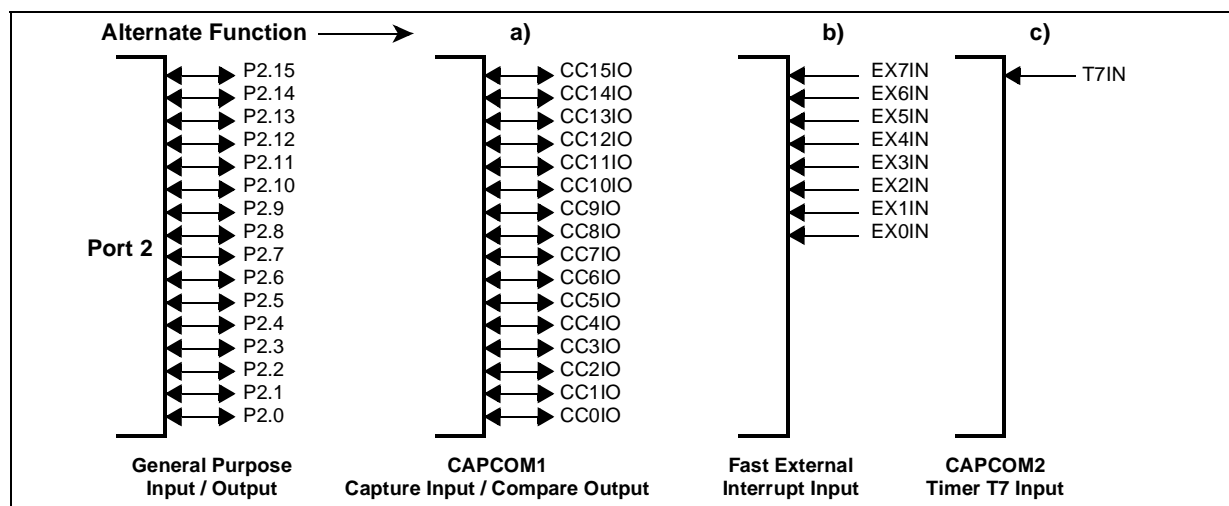 Alternate Function a) b) c)
P2.15 CC15IO EX7IN T7IN
P2.14 CC14IO EX6IN
P2.13 CC13IO EX5IN
P2.12 CC12IO EX4IN
P2.11 CC11IO EX3IN
P2.10 CC10IO EX2IN
P2.9 CC9IO EX1IN
P2.8 CC8IO EX0IN
Port 2
P2.7 CC7IO
P2.6 CC6IO
P2.5 CC5IO
P2.4 CC4IO
P2.3 CC3IO
P2.2 CC2IO
P2.1 CC1IO
P2.0 CC0IO
General Purpose CAPCOM1 Fast External CAPCOM2
Input / Output Capture Input / Compare Output Interrupt Input Timer T7 Input